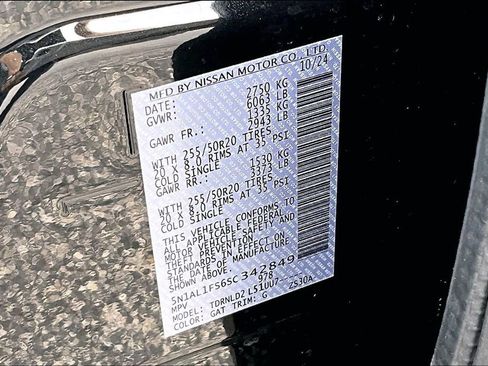 MFD BY NISSAN MOTOR CO., LTD
DATE: 10/24
GVWR: 2750 KG
6063 LB
GAWR FR.: 1335 KG
2943 LB
WITH 255/50R20 TIRES
20 X 8.0 RIMS AT 35 PSI
COLD SINGLE
GAWR RR.: 1530 KG
3373 LB
WITH 255/50R20 TIRES
20 X 8.0 RIMS AT 35 PSI
COLD SINGLE
THIS VEHICLE CONFORMS TO
ALL APPLICABLE FEDERAL
MOTOR VEHICLE SAFETY AND
THEFT PREVENTION
STANDARDS IN EFFECT ON
THE DATE OF MANUFACTURE
SHOWN ABOVE.
5N1AL1FS6SC342849
MPV 978
MODEL: TDRNLD2 L51UU7 ZS30A
COLOR: GAT TRIM: G